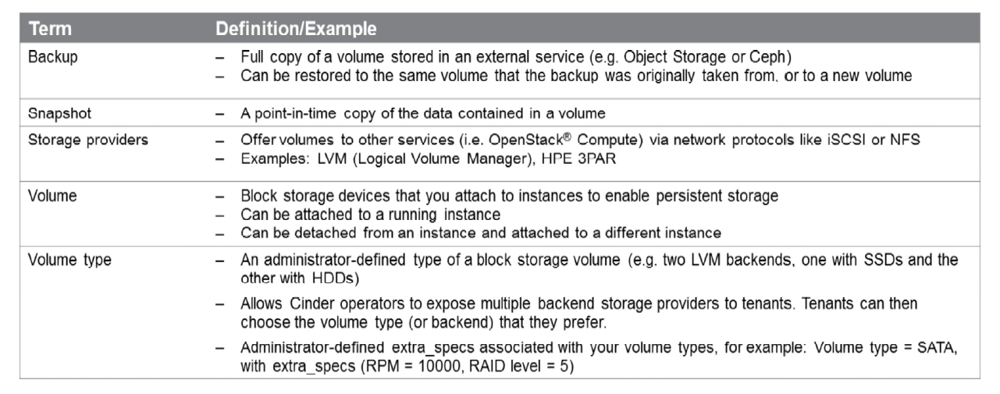 Term Definition/Example
Backup – Full copy of a volume stored in an external service (e.g. Object Storage or Ceph)
– Can be restored to the same volume that the backup was originally taken from, or to a new volume
Snapshot – A point-in-time copy of the data contained in a volume
Storage providers – Offer volumes to other services (i.e. OpenStack® Compute) via network protocols like iSCSI or NFS
– Examples: LVM (Logical Volume Manager), HPE 3PAR
Volume – Block storage devices that you attach to instances to enable persistent storage
– Can be attached to a running instance
– Can be detached from an instance and attached to a different instance
Volume type – An administrator-defined type of a block storage volume (e.g. two LVM backends, one with SSDs and the
other with HDDs)
– Allows Cinder operators to expose multiple backend storage providers to tenants. Tenants can then
choose the volume type (or backend) that they prefer.
– Administrator-defined extra_specs associated with your volume types, for example: Volume type = SATA,
with extra_specs (RPM = 10000, RAID level = 5)